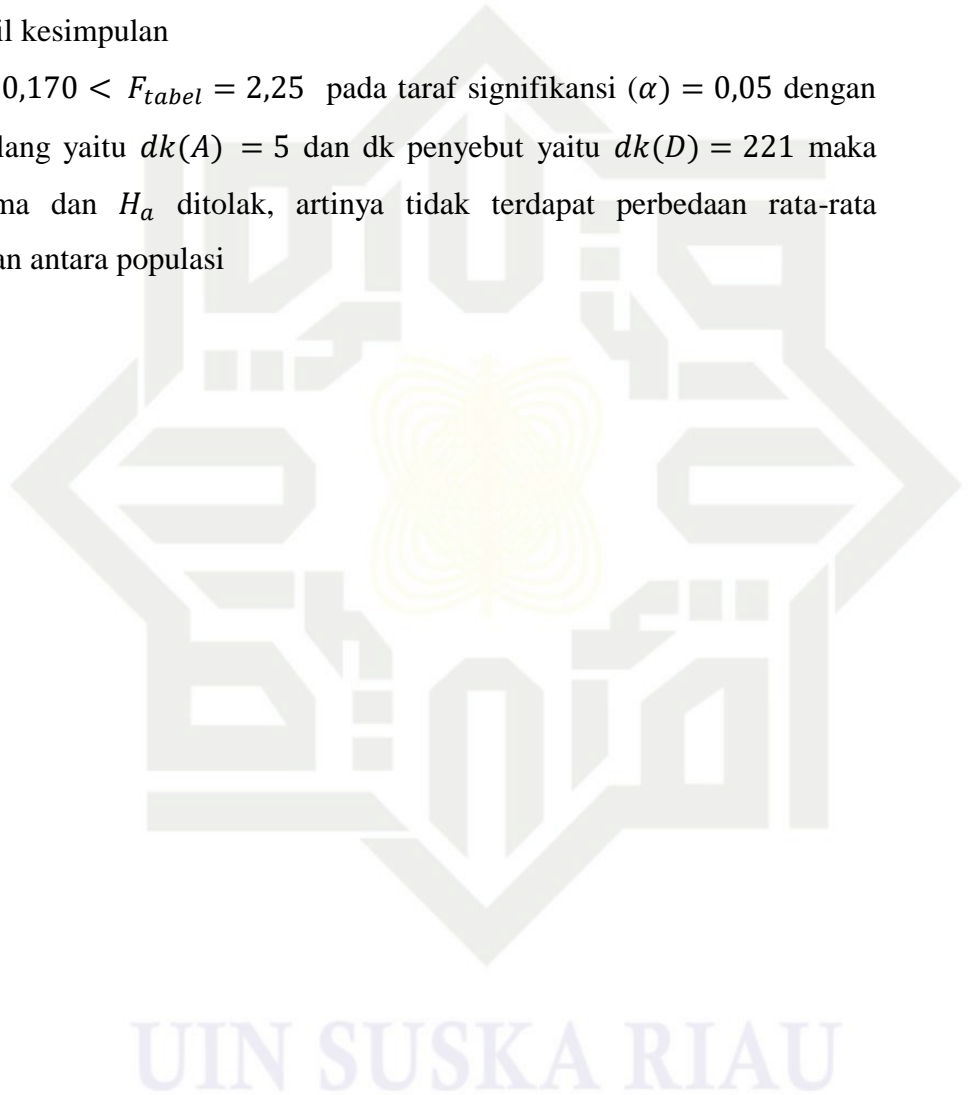 il kesimpulan
0,170 < F_tabel = 2,25 pada taraf signifikansi (α) = 0,05 dengan
lang yaitu dk(A) = 5 dan dk penyebut yaitu dk(D) = 221 maka
ma dan H_a ditolak, artinya tidak terdapat perbedaan rata-rata
an antara populasi
UIN SUSKA RIAU